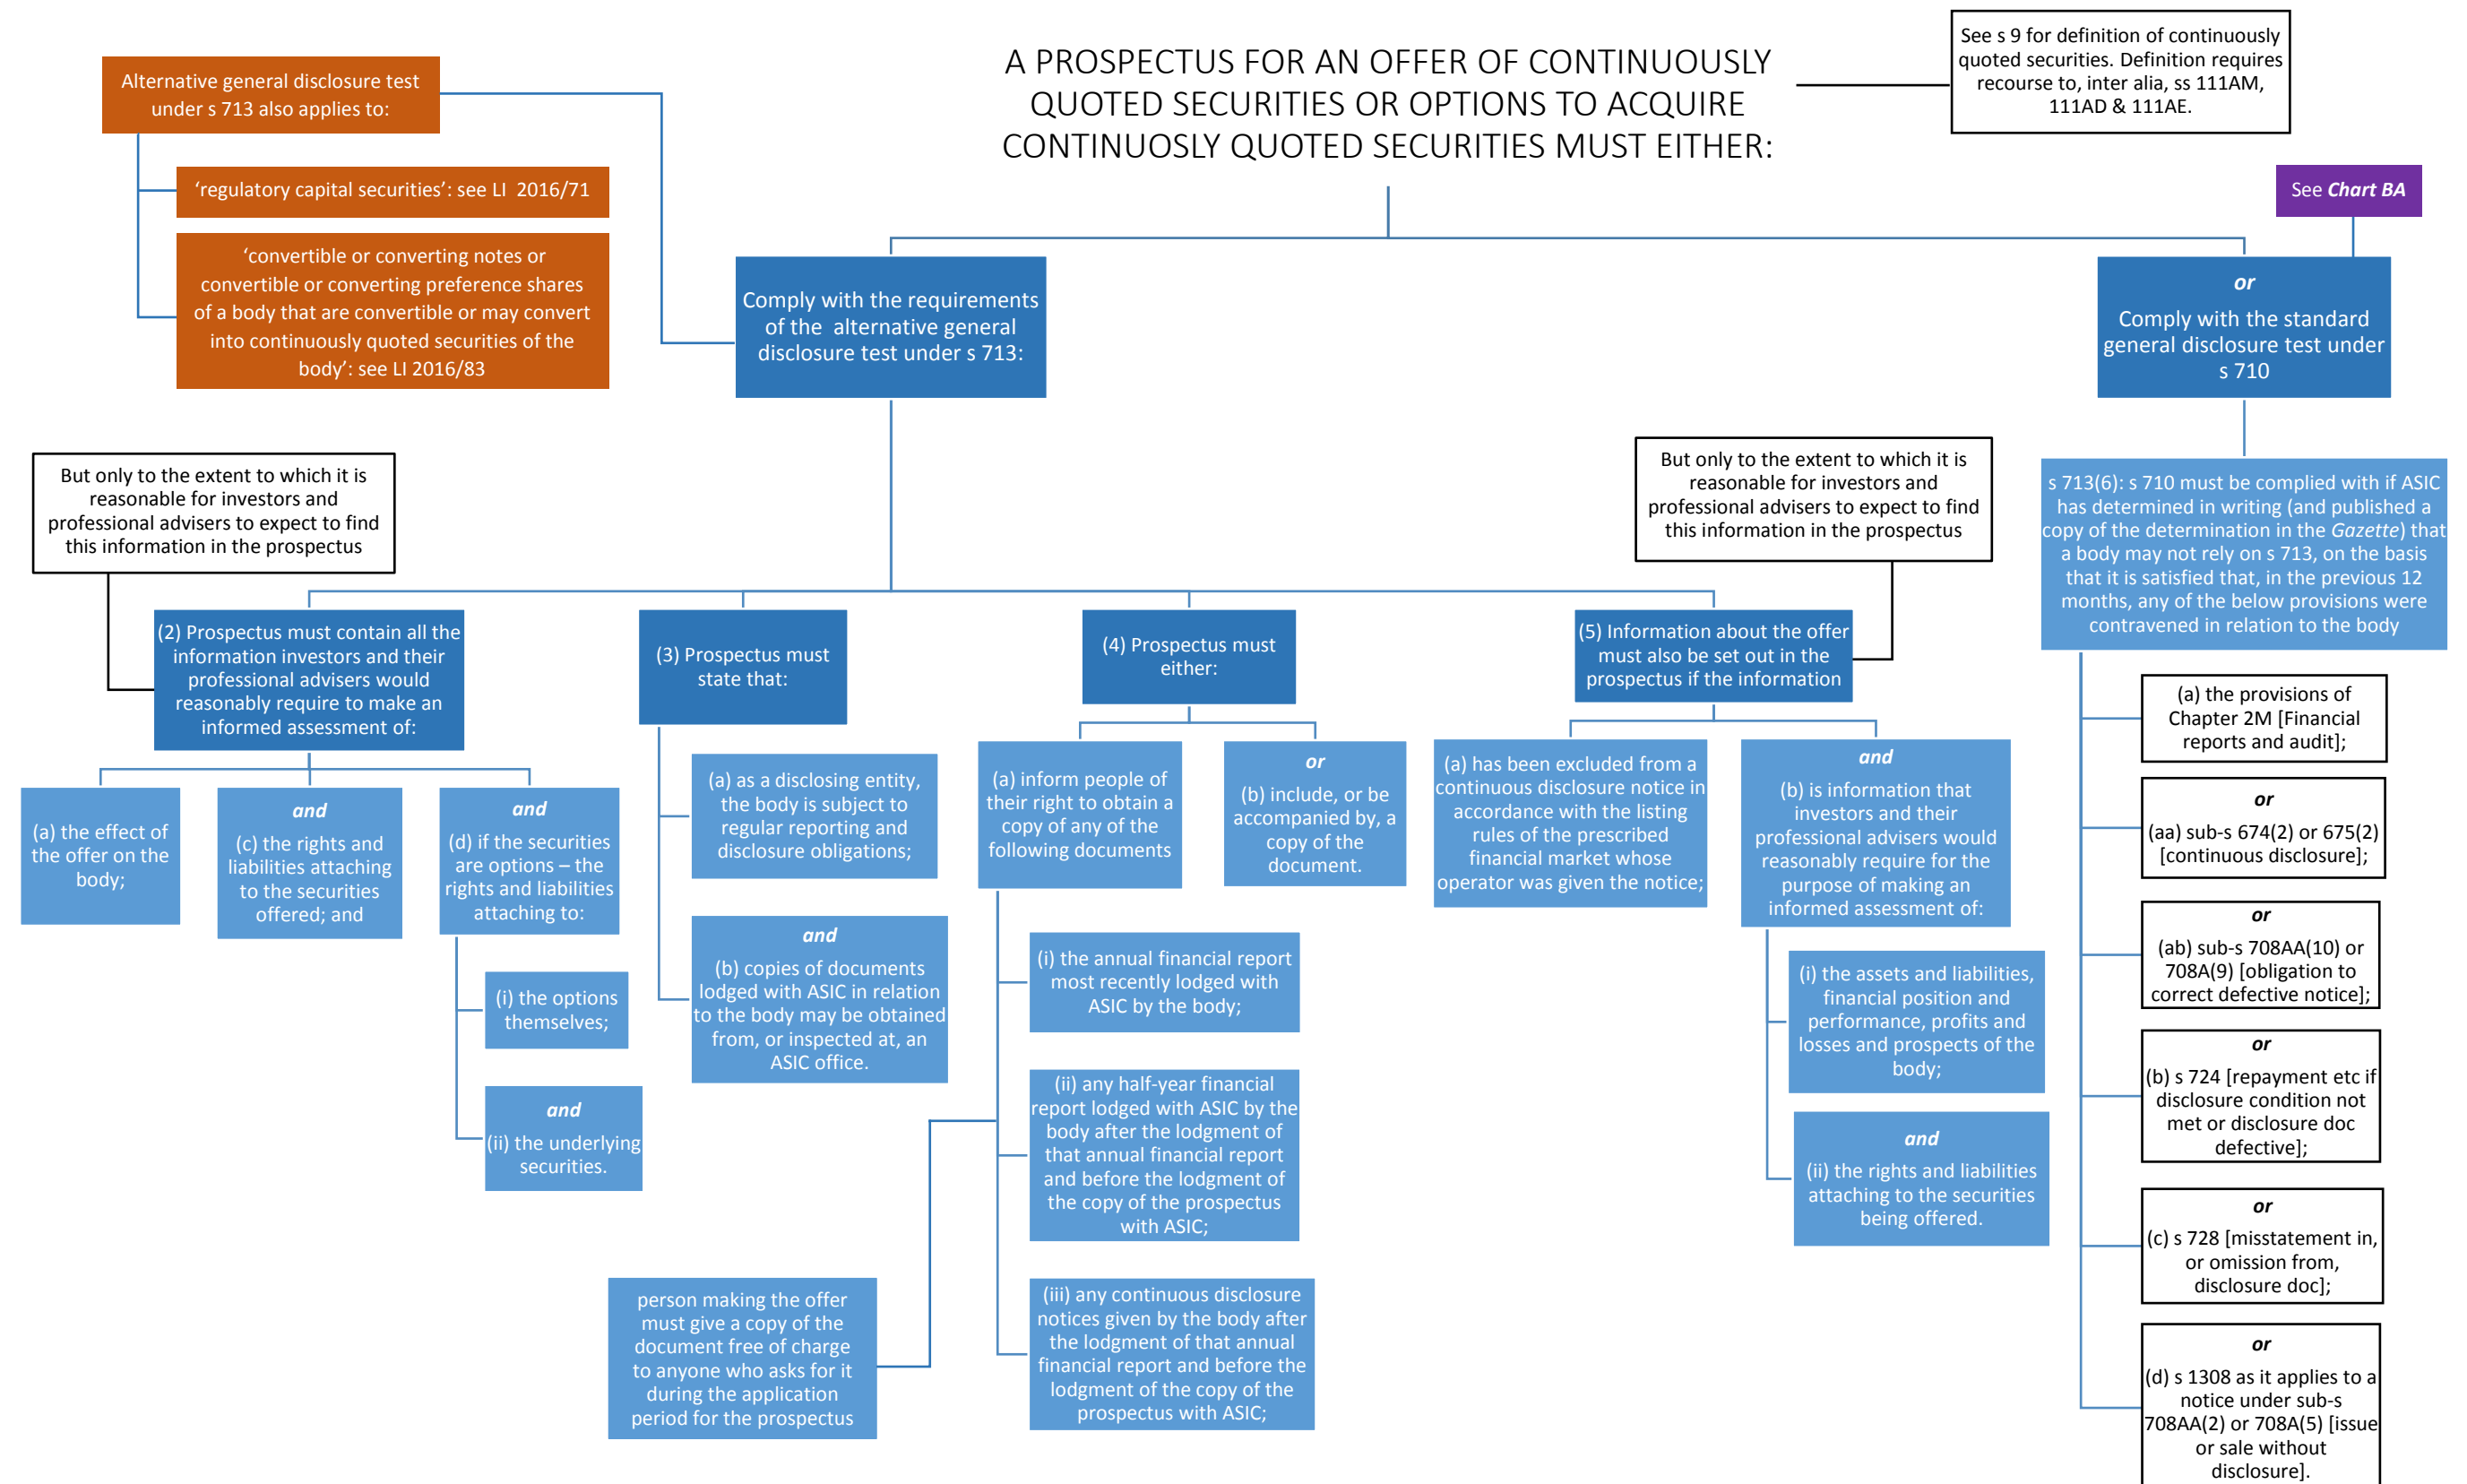 A PROSPECTUS FOR AN OFFER OF CONTINUOUSLY
QUOTED SECURITIES OR OPTIONS TO ACQUIRE
CONTINUOSLY QUOTED SECURITIES MUST EITHER:
See s 9 for definition of continuously
quoted securities. Definition requires
recourse to, inter alia, ss 111AM,
111AD & 111AE.
Alternative general disclosure test
under s 713 also applies to:
‘regulatory capital securities’: see LI 2016/71
‘convertible or converting notes or
convertible or converting preference shares
of a body that are convertible or may convert
into continuously quoted securities of the
body’: see LI 2016/83
See Chart BA
Comply with the requirements
of the alternative general
disclosure test under s 713:
or
Comply with the standard
general disclosure test under
s 710
But only to the extent to which it is
reasonable for investors and
professional advisers to expect to find
this information in the prospectus
(2) Prospectus must contain all the
information investors and their
professional advisers would
reasonably require to make an
informed assessment of:
(a) the effect of
the offer on the
body;
and
(c) the rights and
liabilities attaching
to the securities
offered; and
and
(d) if the securities
are options – the
rights and liabilities
attaching to:
(i) the options
themselves;
and
(ii) the underlying
securities.
(3) Prospectus must
state that:
(a) as a disclosing entity,
the body is subject to
regular reporting and
disclosure obligations;
and
(b) copies of documents
lodged with ASIC in relation
to the body may be obtained
from, or inspected at, an
ASIC office.
(4) Prospectus must
either:
(a) inform people of
their right to obtain a
copy of any of the
following documents
or
(b) include, or be
accompanied by, a
copy of the
document.
(i) the annual financial report
most recently lodged with
ASIC by the body;
(ii) any half-year financial
report lodged with ASIC by the
body after the lodgment of
that annual financial report
and before the lodgment of
the copy of the prospectus
with ASIC;
(iii) any continuous disclosure
notices given by the body after
the lodgment of that annual
financial report and before the
lodgment of the copy of the
prospectus with ASIC;
person making the offer
must give a copy of the
document free of charge
to anyone who asks for it
during the application
period for the prospectus
But only to the extent to which it is
reasonable for investors and
professional advisers to expect to find
this information in the prospectus
(5) Information about the offer
must also be set out in the
prospectus if the information
(a) has been excluded from a
continuous disclosure notice in
accordance with the listing
rules of the prescribed
financial market whose
operator was given the notice;
and
(b) is information that
investors and their
professional advisers would
reasonably require for the
purpose of making an
informed assessment of:
(i) the assets and liabilities,
financial position and
performance, profits and
losses and prospects of the
body;
and
(ii) the rights and liabilities
attaching to the securities
being offered.
s 713(6): s 710 must be complied with if ASIC
has determined in writing (and published a
copy of the determination in the Gazette) that
a body may not rely on s 713, on the basis
that it is satisfied that, in the previous 12
months, any of the below provisions were
contravened in relation to the body
(a) the provisions of
Chapter 2M [Financial
reports and audit];
or
(aa) sub-s 674(2) or 675(2)
[continuous disclosure];
or
(ab) sub-s 708AA(10) or
708A(9) [obligation to
correct defective notice];
or
(b) s 724 [repayment etc if
disclosure condition not
met or disclosure doc
defective];
or
(c) s 728 [misstatement in,
or omission from,
disclosure doc];
or
(d) s 1308 as it applies to a
notice under sub-s
708AA(2) or 708A(5) [issue
or sale without
disclosure].